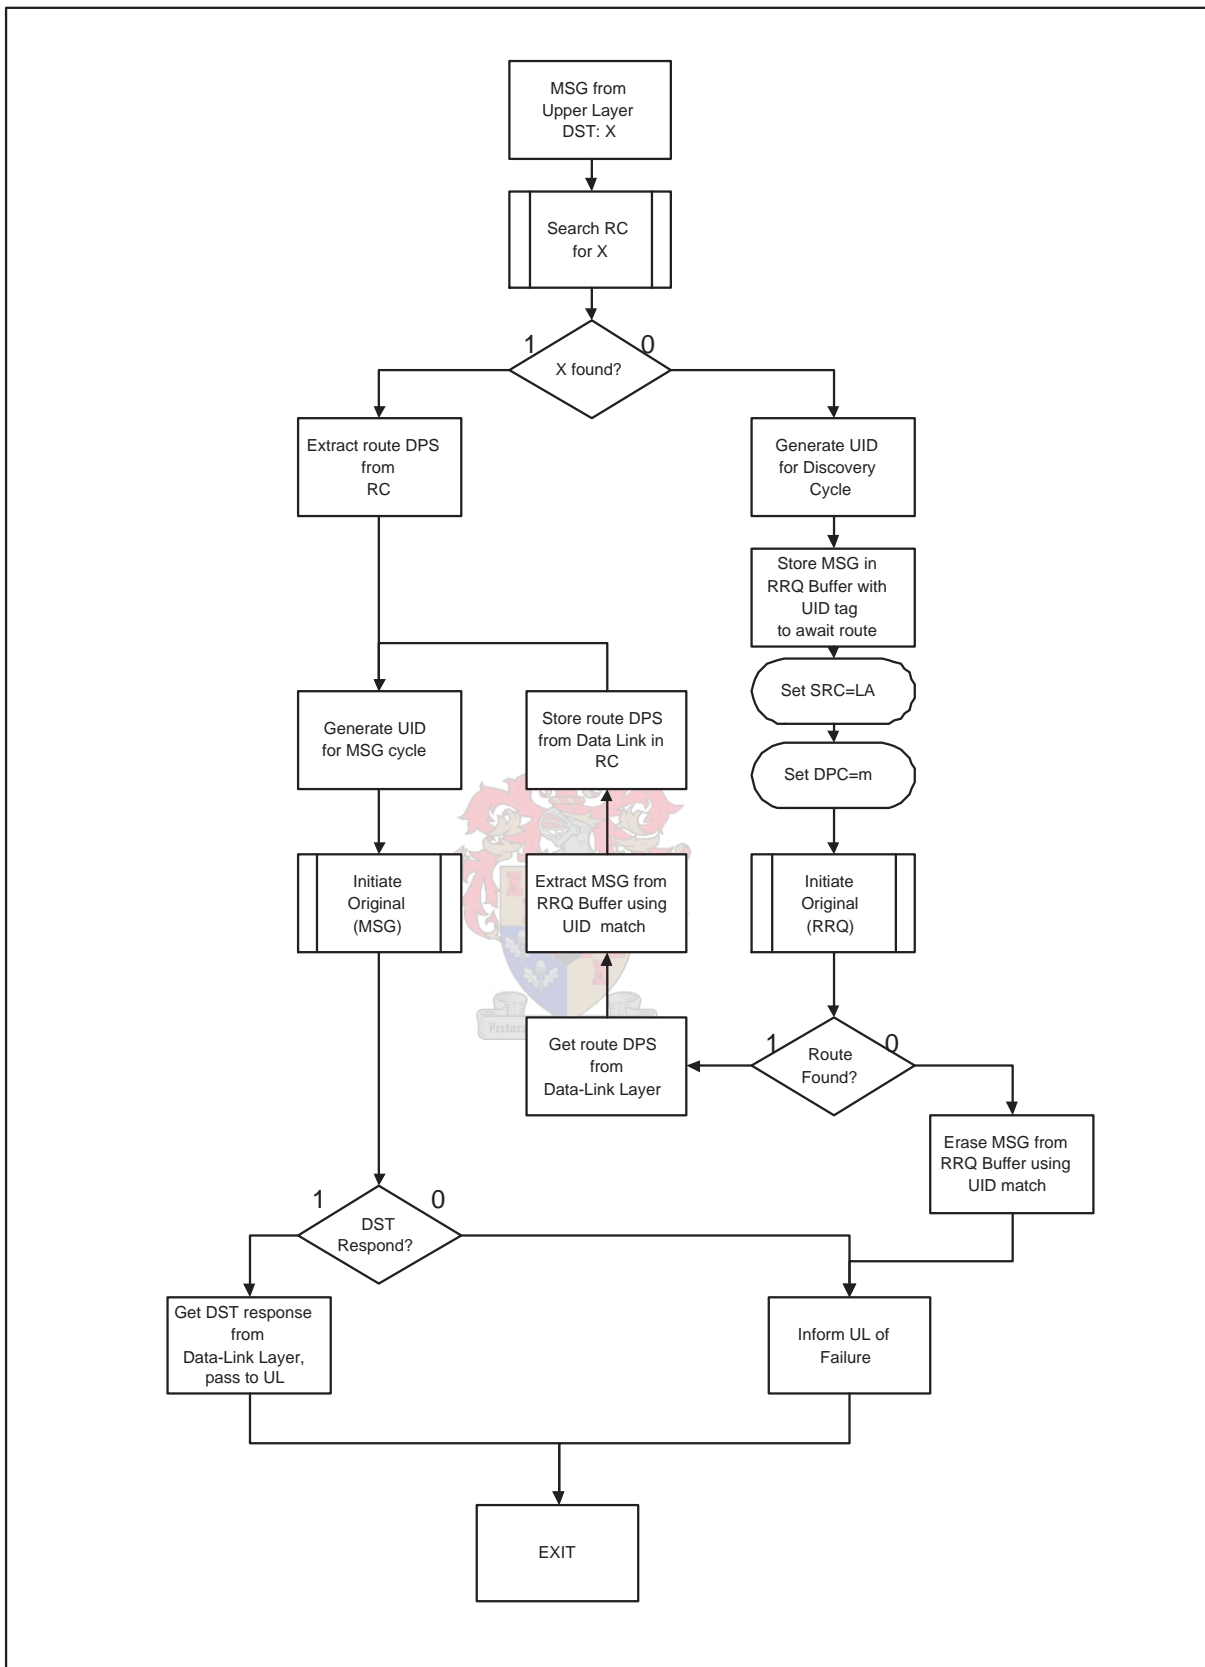 MSG from
Upper Layer
DST: X
Search RC
for X
1
0
X found?
Extract route DPS
from
RC
Generate UID
for Discovery
Cycle
Store MSG in
RRQ Buffer with
UID tag
to await route
Set SRC=LA
Generate UID
for MSG cycle
Store route DPS
from Data Link in
RC
Set DPC=m
Initiate
Original
(MSG)
Extract MSG from
RRQ Buffer using
UID match
Initiate
Original
(RRQ)
Get route DPS
from
Data-Link Layer
1
0
Route
Found?
Erase MSG from
RRQ Buffer using
UID match
1
0
DST
Respond?
Get DST response
from
Data-Link Layer,
pass to UL
Inform UL of
Failure
EXIT